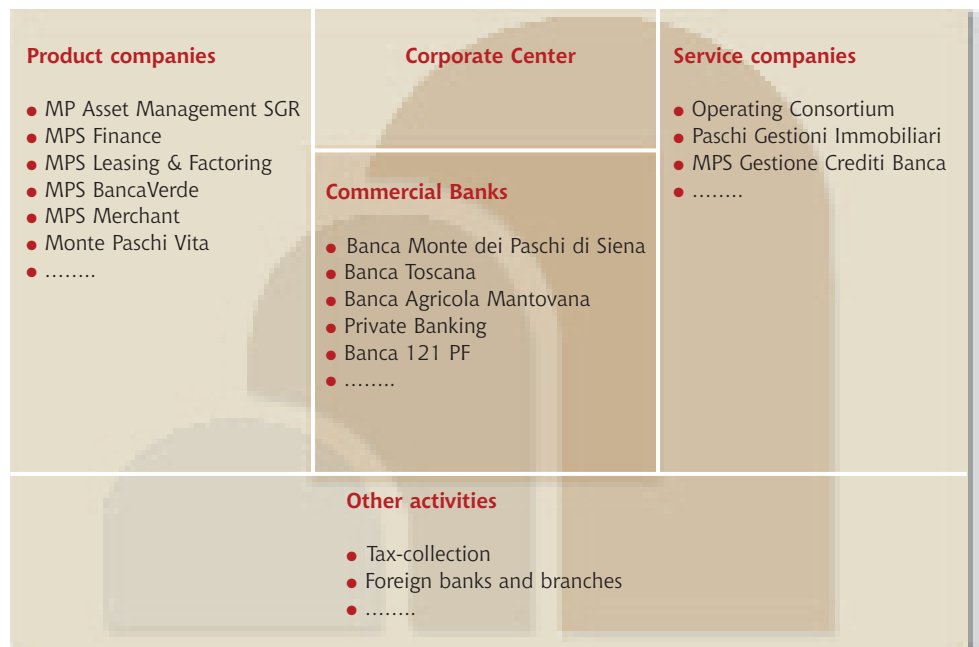 Product companies
● MP Asset Management SGR
● MPS Finance
● MPS Leasing & Factoring
● MPS BancaVerde
● MPS Merchant
● Monte Paschi Vita
● ........
Corporate Center
Commercial Banks
● Banca Monte dei Paschi di Siena
● Banca Toscana
● Banca Agricola Mantovana
● Private Banking
● Banca 121 PF
● ........
Service companies
● Operating Consortium
● Paschi Gestioni Immobiliari
● MPS Gestione Crediti Banca
● ........
Other activities
● Tax-collection
● Foreign banks and branches
● ........